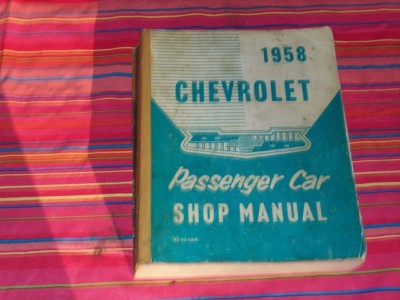 1958
CHEVROLET
Passenger Car
SHOP MANUAL